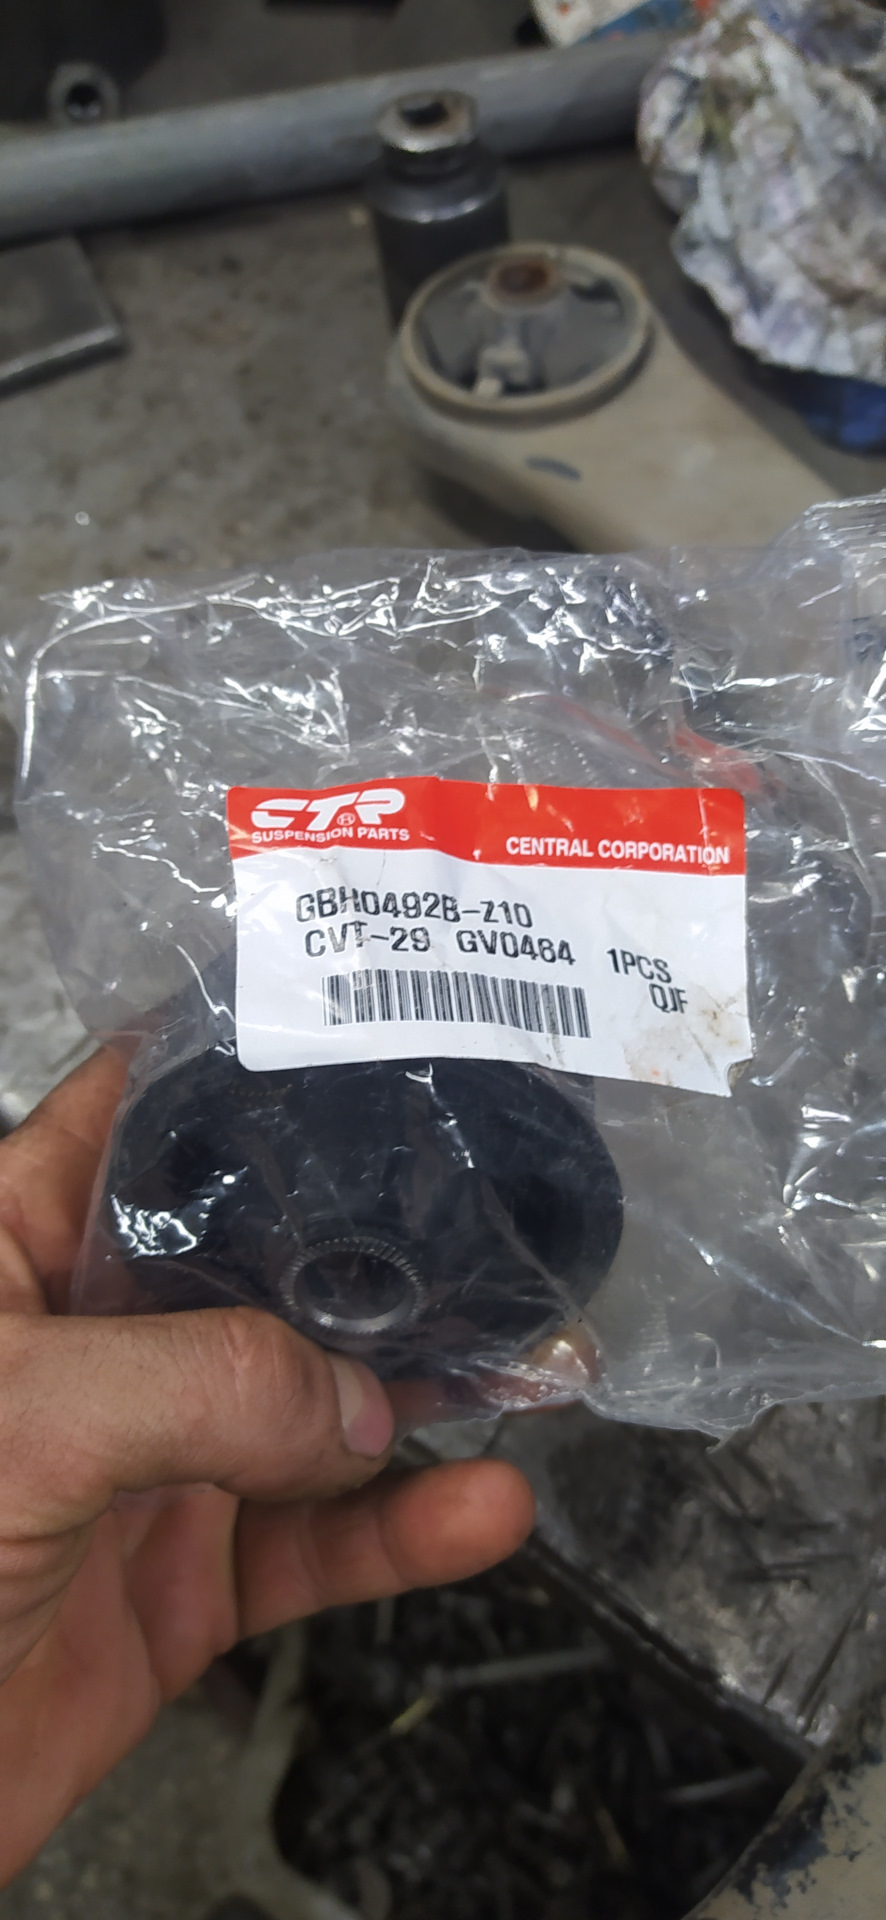 CTR®
SUSPENSION PARTS
CENTRAL CORPORATION
GBH0492B-Z10
CVT-29 GV0464 1PCS
QJF